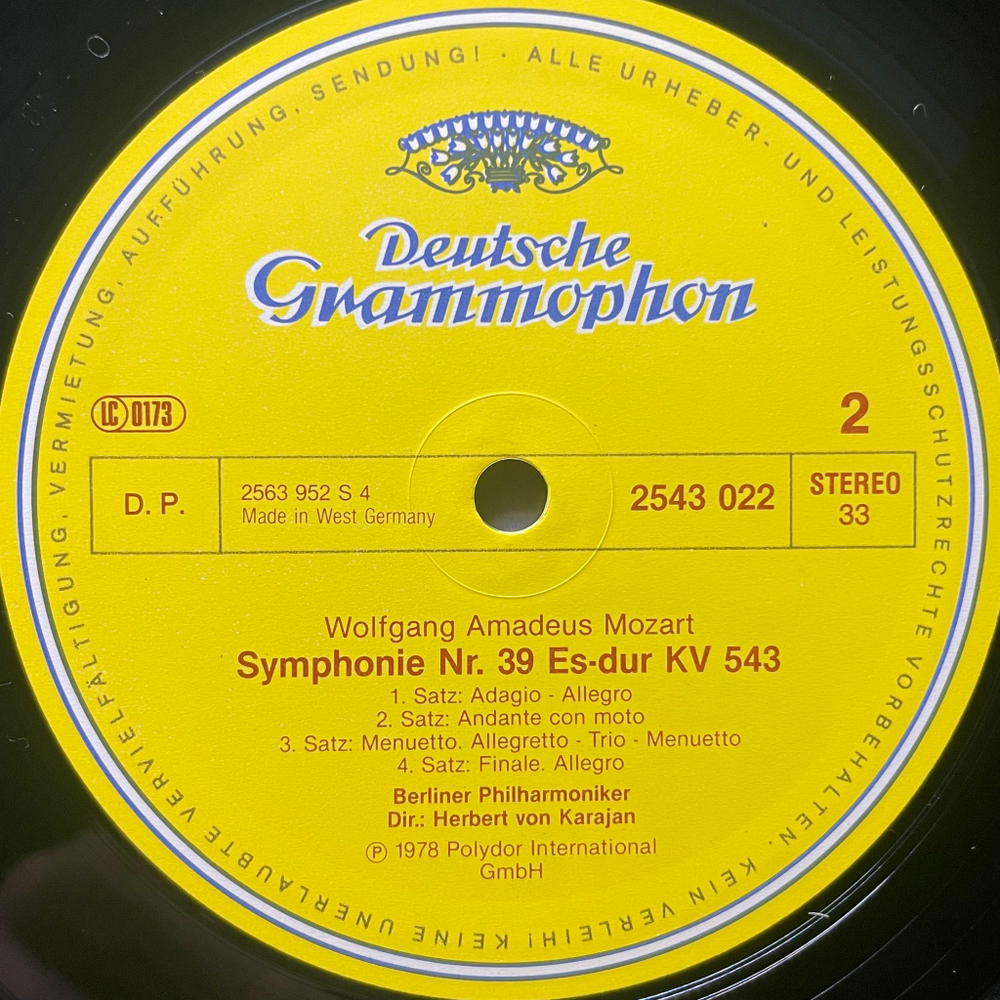 ALLE URHEBER- UND LEISTUNGSSCHUTZRECHTE VORBEHALTEN. KEIN VERLEIH! KEINE UNERLAUBTE VERVIELFÄLTIGUNG, VERMIETUNG, AUFFÜHRUNG, SENDUNG! ·
Deutsche
Grammophon
LC 0173
2
D. P.
2563 952 S 4
Made in West Germany
2543 022
STEREO
33
Wolfgang Amadeus Mozart
Symphonie Nr. 39 Es-dur KV 543
1. Satz: Adagio - Allegro
2. Satz: Andante con moto
3. Satz: Menuetto. Allegretto - Trio - Menuetto
4. Satz: Finale. Allegro
Berliner Philharmoniker
Dir.: Herbert von Karajan
℗ 1978 Polydor International
GmbH